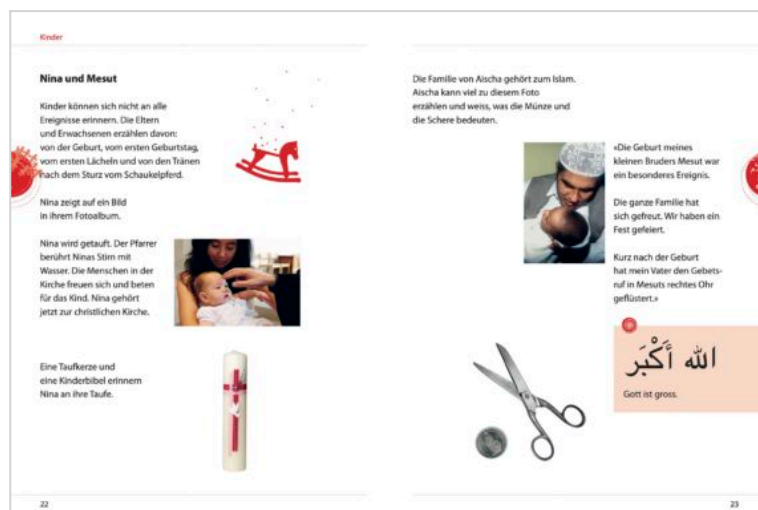 Kinder
Nina und Mesut
Kinder können sich nicht an alle
Ereignisse erinnern. Die Eltern
und Erwachsenen erzählen davon:
von der Geburt, vom ersten Geburtstag,
vom ersten Lächeln und von den Tränen
nach dem Sturz vom Schaukelpferd.
Nina zeigt auf ein Bild
in ihrem Fotoalbum.
Nina wird getauft. Der Pfarrer
berührt Ninas Stirn mit
Wasser. Die Menschen in der
Kirche freuen sich und beten
für das Kind. Nina gehört
jetzt zur christlichen Kirche.
Eine Taufkerze und
eine Kinderbibel erinnern
Nina an ihre Taufe.
22
Die Familie von Aischa gehört zum Islam.
Aischa kann viel zu diesem Foto
erzählen und weiss, was die Münze und
die Schere bedeuten.
«Die Geburt meines
kleinen Bruders Mesut war
ein besonderes Ereignis.
Die ganze Familie hat
sich gefreut. Wir haben ein
Fest gefeiert.
Kurz nach der Geburt
hat mein Vater den Gebets-
ruf in Mesuts rechtes Ohr
geflüstert.»
الله أَكْبَر
Gott ist gross.
23